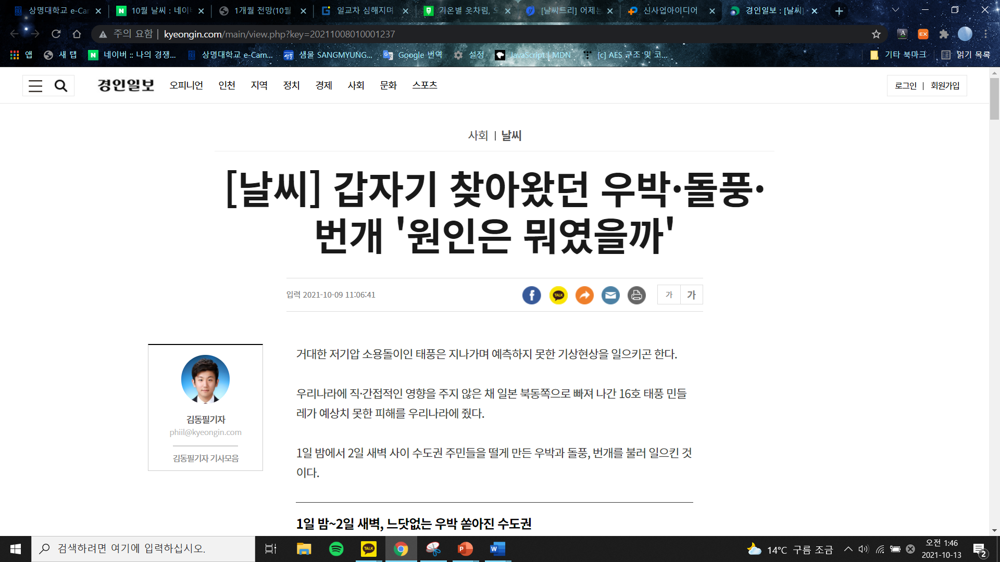 상명대학교 e-Car
10월 날씨 : 네이버
1개월 전망(10월
일교차 심해지며
기온별 옷차림,
[날씨트리] 어제는
신사업아이디어
경인일보 : [날씨]
주의 요함 | kyeongin.com/main/view.php?key=20211008010001237
앱
새 탭
네이버 :: 나의 경쟁...
상명대학교 e-Cam...
샘물 SANGMYUNG...
Google 번역
설정
JavaScript | MDN
[c] AES 구조 및 코...
기타 북마크
읽기 목록
경인일보
오피니언 인천 지역 정치 경제 사회 문화 스포츠
로그인 | 회원가입
사회 | 날씨
[날씨] 갑자기 찾아왔던 우박·돌풍·
번개 '원인은 뭐였을까'
입력 2021-10-09 11:06:41
TALK
가 가
거대한 저기압 소용돌이인 태풍은 지나가며 예측하지 못한 기상현상을 일으키곤 한다.
우리나라에 직·간접적인 영향을 주지 않은 채 일본 북동쪽으로 빠져 나간 16호 태풍 민들
레가 예상치 못한 피해를 우리나라에 줬다.
김동필기자
phiil@kyeongin.com
김동필기자 기사모음
1일 밤에서 2일 새벽 사이 수도권 주민들을 떨게 만든 우박과 돌풍, 번개를 불러 일으킨 것
이다.
1일 밤~2일 새벽, 느닷없는 우박 쏟아진 수도권
검색하려면 여기에 입력하십시오.
TALK
14°C 구름 조금
오전 1:46
2021-10-13
2